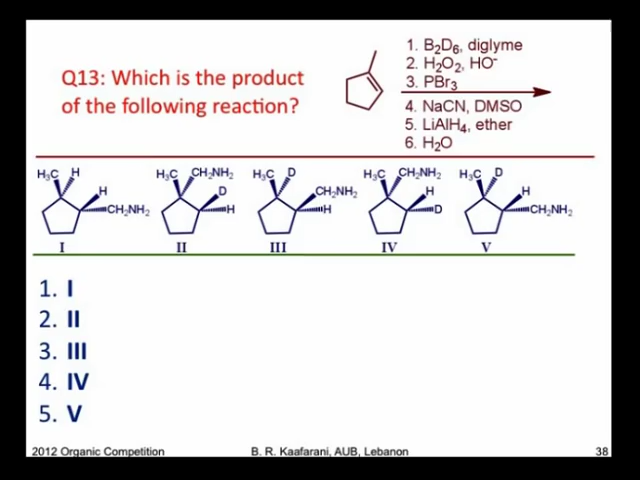 Q13: Which is the product
of the following reaction?
1. B₂D₆, diglyme
2. H₂O₂, HO⁻
3. PBr₃
4. NaCN, DMSO
5. LiAlH₄, ether
6. H₂O
H₃C H H CH₂NH₂
I
H₃C CH₂NH₂ D H
II
H₃C D CH₂NH₂ H
III
H₃C CH₂NH₂ H D
IV
H₃C D H CH₂NH₂
V
1. I
2. II
3. III
4. IV
5. V
2012 Organic Competition B. R. Kaafarani, AUB, Lebanon 38